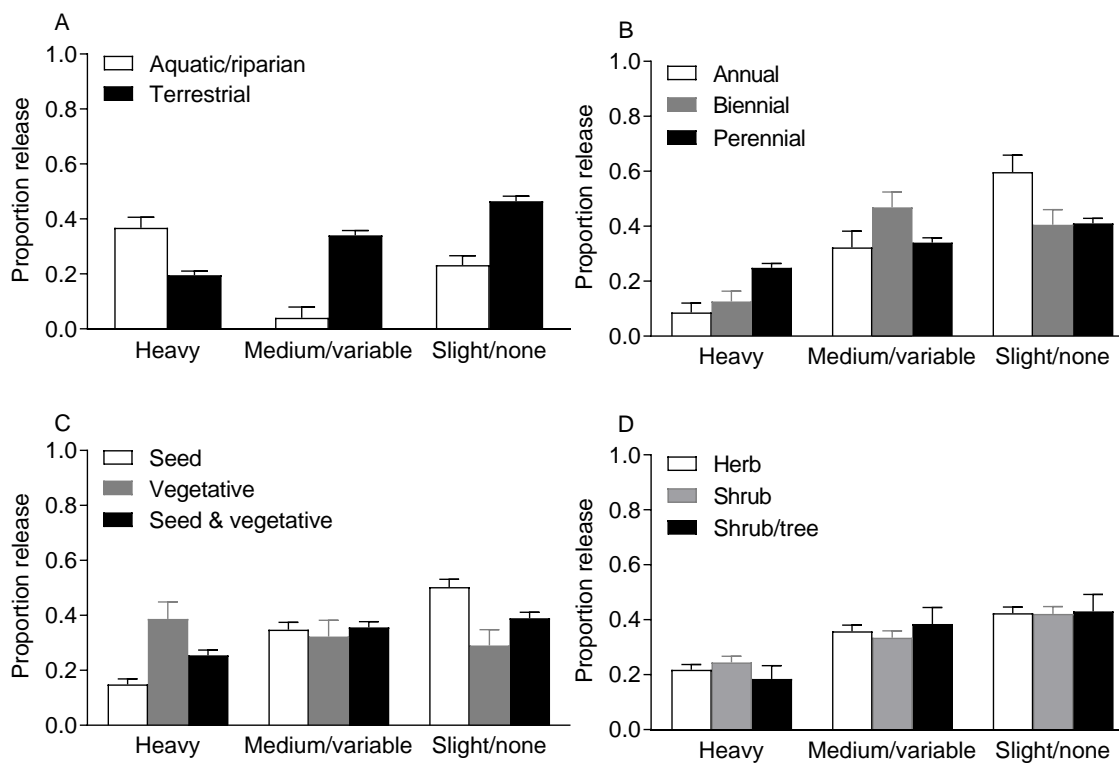 A
1.0
0.8
0.6
0.4
0.2
0.0
Proportion release
Aquatic/riparian
Terrestrial
Heavy Medium/variable Slight/none
B
1.0
0.8
0.6
0.4
0.2
0.0
Proportion release
Annual
Biennial
Perennial
Heavy Medium/variable Slight/none
C
1.0
0.8
0.6
0.4
0.2
0.0
Proportion release
Seed
Vegetative
Seed & vegetative
Heavy Medium/variable Slight/none
D
1.0
0.8
0.6
0.4
0.2
0.0
Proportion release
Herb
Shrub
Shrub/tree
Heavy Medium/variable Slight/none